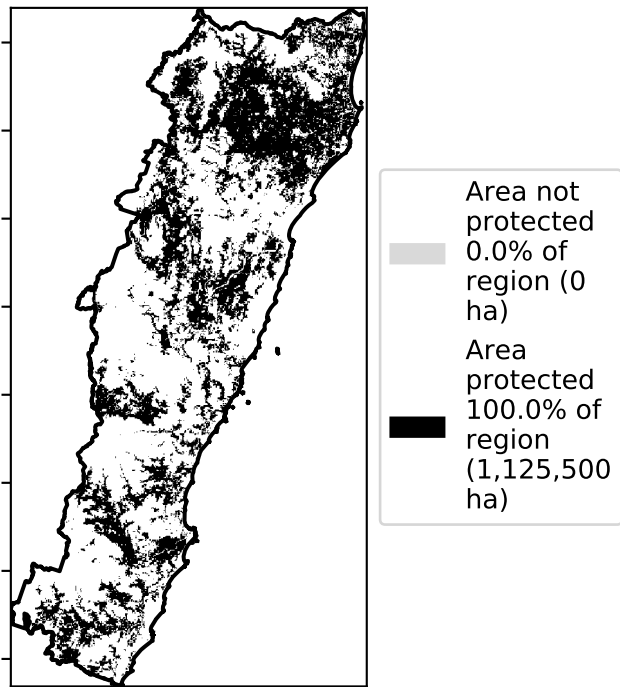 Area not
protected
0.0% of
region (0
ha)
Area
protected
100.0% of
region
(1,125,500
ha)